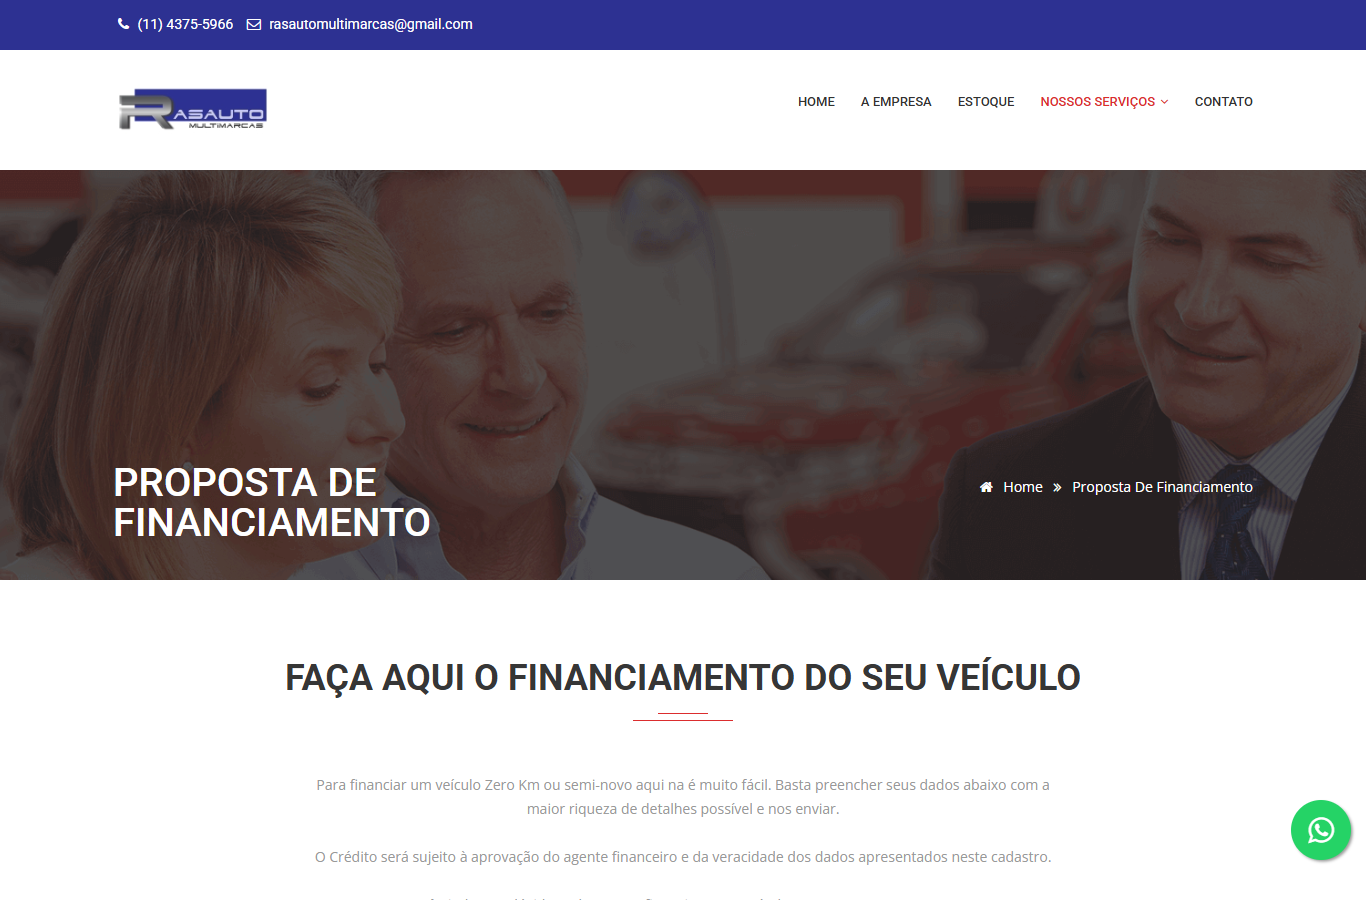 (11) 4375-5966 rasautomultimarcas@gmail.com
RASAUTO
MULTIMARCAS
HOME A EMPRESA ESTOQUE NOSSOS SERVIÇOS CONTATO
PROPOSTA DE
FINANCIAMENTO
Home » Proposta De Financiamento
FAÇA AQUI O FINANCIAMENTO DO SEU VEÍCULO
Para financiar um veículo Zero Km ou semi-novo aqui na é muito fácil. Basta preencher seus dados abaixo com a
maior riqueza de detalhes possível e nos enviar.
O Crédito será sujeito à aprovação do agente financeiro e da veracidade dos dados apresentados neste cadastro.